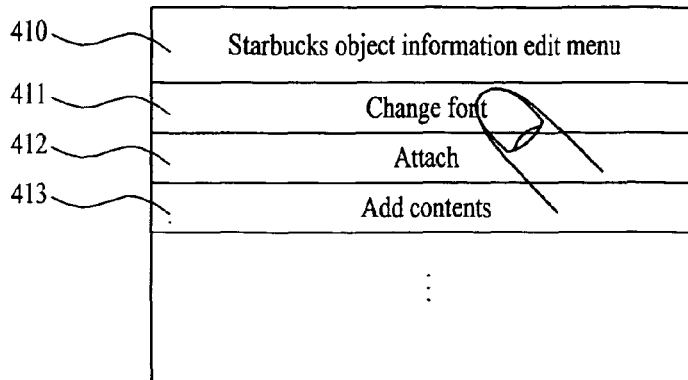 410 Starbucks object information edit menu
411 Change font
412 Attach
413 Add contents